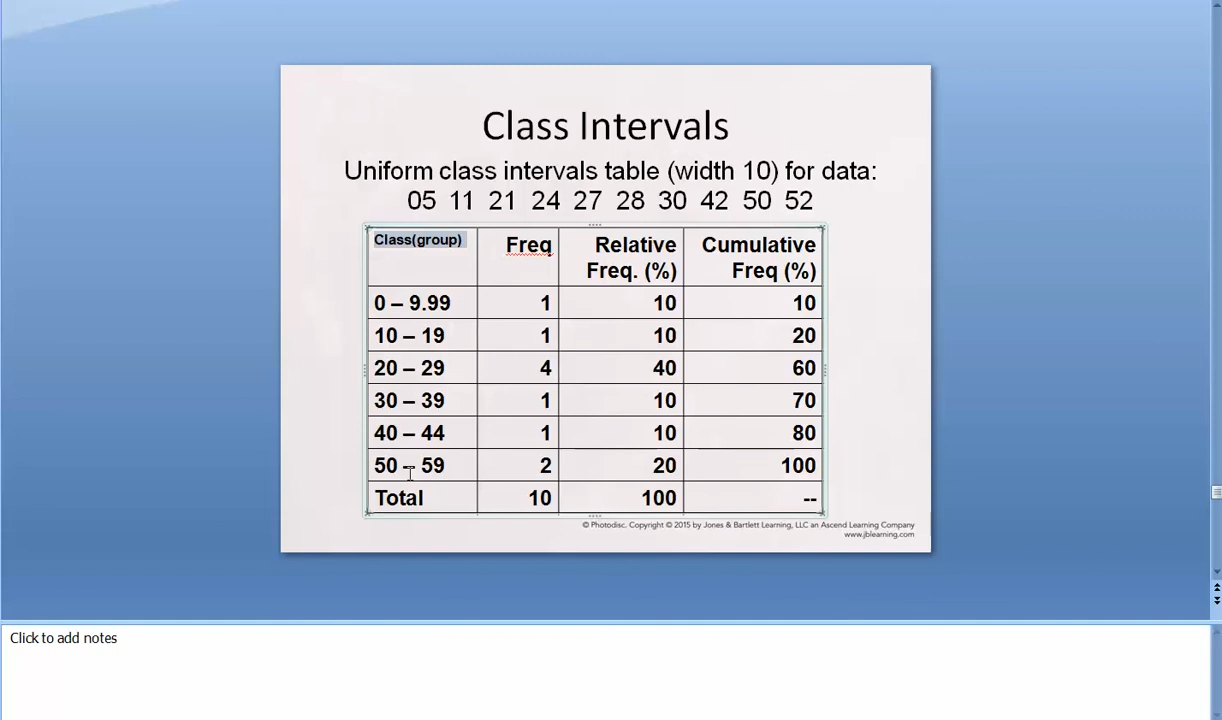 Class Intervals
Uniform class intervals table (width 10) for data:
05 11 21 24 27 28 30 42 50 52
Class(group) Freq Relative Freq. (%) Cumulative Freq (%)
0 – 9.99 1 10 10
10 – 19 1 10 20
20 – 29 4 40 60
30 – 39 1 10 70
40 – 44 1 10 80
50 – 59 2 20 100
Total 10 100 --
© Photodisc. Copyright © 2015 by Jones & Bartlett Learning, LLC an Ascend Learning Company
www.jblearning.com
Click to add notes